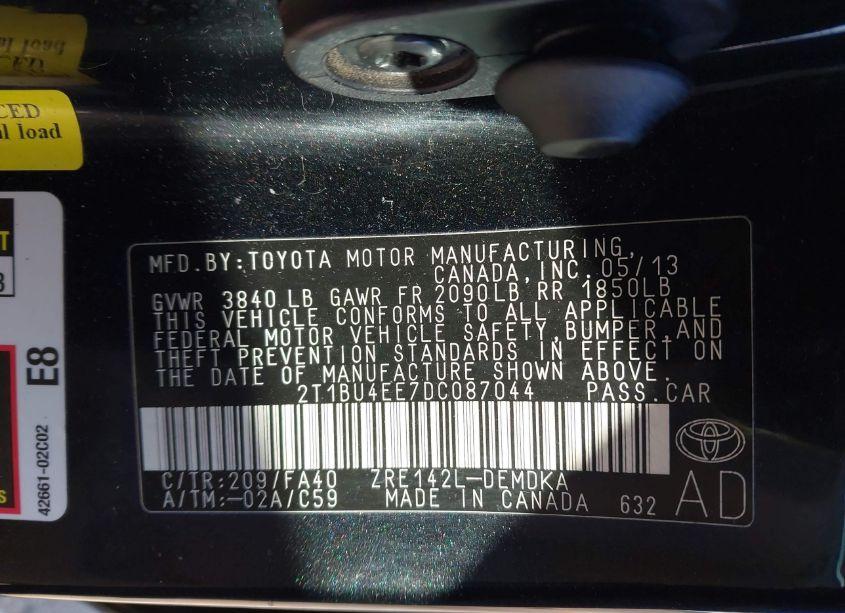 CED
al load
T
3
E8
42661-02C02
S
MFD.BY:TOYOTA MOTOR MANUFACTURING,
CANADA,INC. 05/13
GVWR 3840 LB GAWR FR 2090LB RR 1850LB
THIS VEHICLE CONFORMS TO ALL APPLICABLE
FEDERAL MOTOR VEHICLE SAFETY,BUMPER,AND
THEFT PREVENTION STANDARDS IN EFFECT ON
THE DATE OF MANUFACTURE SHOWN ABOVE.
2T1BU4EE7DC087044 PASS.CAR
C/TR:209/FA40 ZRE142L-DEMDKA
A/TM:-02A/C59 MADE IN CANADA 632 AD